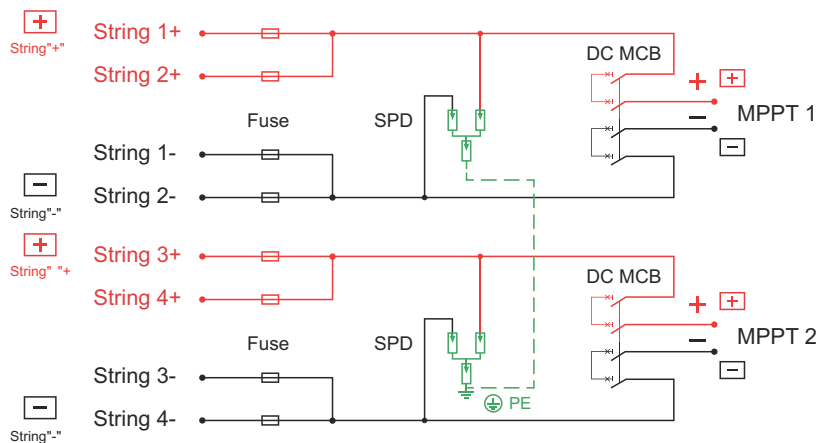 String 1+
String"+"
String 2+
DC MCB
+
MPPT 1
−
Fuse
SPD
String 1-
String 2-
String"-"
String 3+
String" "+
DC MCB
String 4+
+
MPPT 2
−
Fuse
SPD
String 3-
PE
String 4-
String"-"